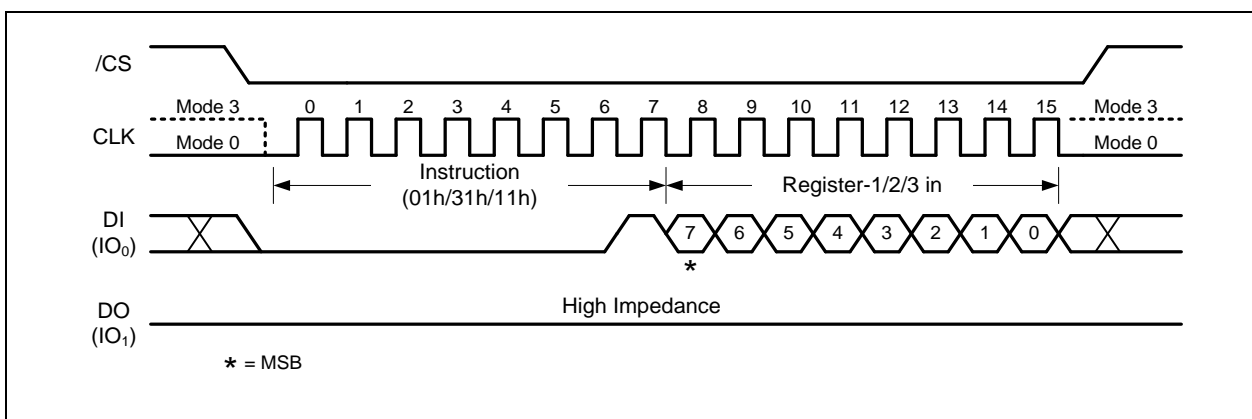 /CS
Mode 3 0 1 2 3 4 5 6 7 8 9 10 11 12 13 14 15 Mode 3
CLK Mode 0 Mode 0
Instruction
(01h/31h/11h)
Register-1/2/3 in
DI
(IO₀)
7 6 5 4 3 2 1 0
*
High Impedance
DO
(IO₁)
* = MSB